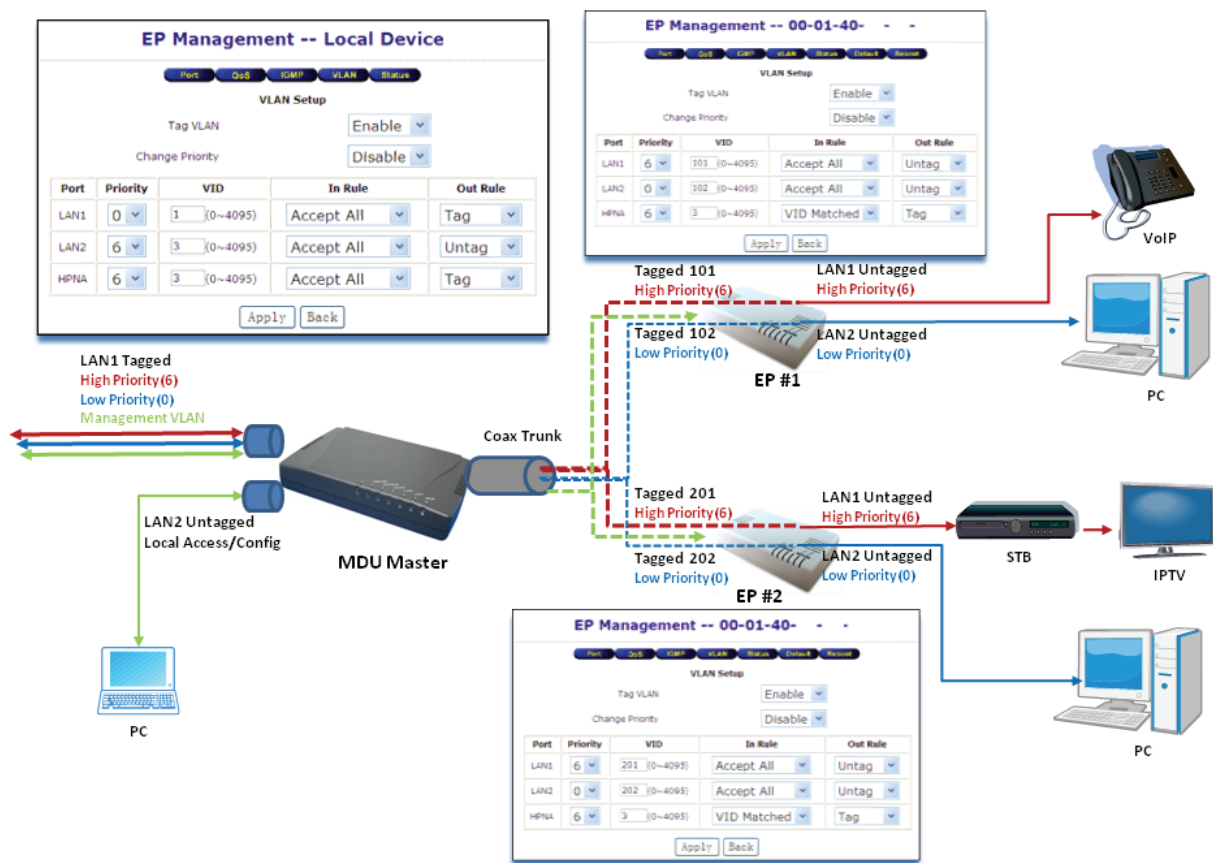 EP Management -- Local Device
Port QoS IGMP VLAN Status
VLAN Setup
Tag VLAN Enable
Change Priority Disable
Port Priority VID In Rule Out Rule
LAN1 0 1 (0~4095) Accept All Tag
LAN2 6 3 (0~4095) Accept All Untag
HPNA 6 3 (0~4095) Accept All Tag
Apply Back
EP Management -- 00-01-40- - -
Port QoS IGMP VLAN Status Default Reboot
VLAN Setup
Tag VLAN Enable
Change Priority Disable
Port Priority VID In Rule Out Rule
LAN1 6 101 (0~4095) Accept All Untag
LAN2 0 102 (0~4095) Accept All Untag
HPNA 6 3 (0~4095) VID Matched Tag
Apply Back
VoIP
Tagged 101
High Priority(6)
LAN1 Untagged
High Priority(6)
Tagged 102
Low Priority(0)
LAN2 Untagged
Low Priority(0)
EP #1
PC
LAN1 Tagged
High Priority(6)
Low Priority(0)
Management VLAN
Coax Trunk
LAN2 Untagged
Local Access/Config
MDU Master
PC
Tagged 201
High Priority(6)
LAN1 Untagged
High Priority(6)
Tagged 202
Low Priority(0)
LAN2 Untagged
Low Priority(0)
EP #2
STB
IPTV
PC
EP Management -- 00-01-40- - -
Port QoS IGMP VLAN Status Default Reboot
VLAN Setup
Tag VLAN Enable
Change Priority Disable
Port Priority VID In Rule Out Rule
LAN1 6 201 (0~4095) Accept All Untag
LAN2 0 202 (0~4095) Accept All Untag
HPNA 6 3 (0~4095) VID Matched Tag
Apply Back